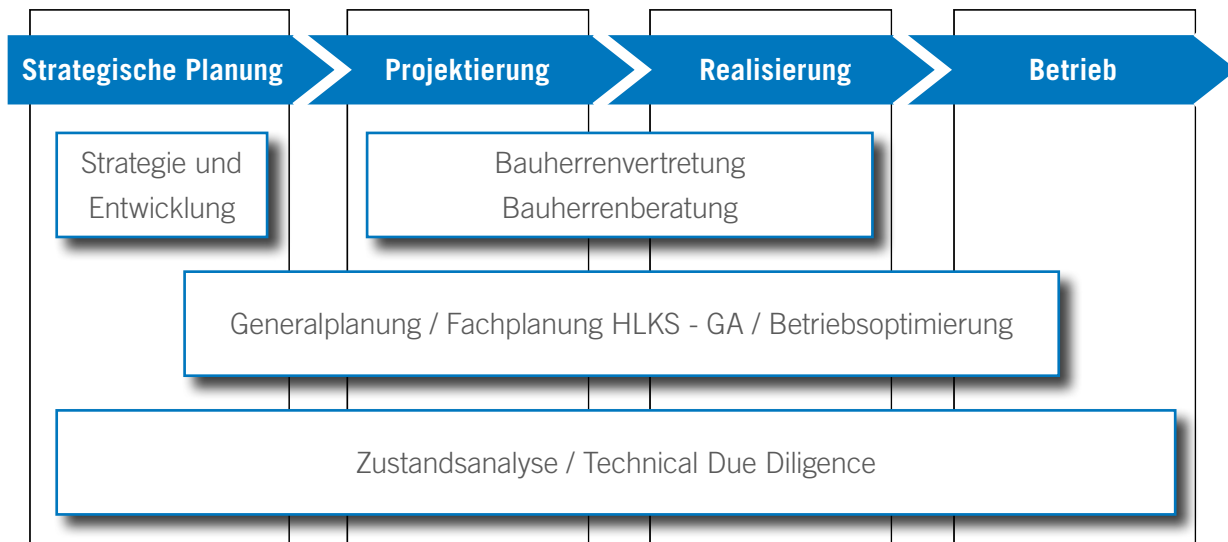 Strategische Planung
Projektierung
Realisierung
Betrieb
Strategie und
Entwicklung
Bauherrenvertretung
Bauherrenberatung
Generalplanung / Fachplanung HLKS - GA / Betriebsoptimierung
Zustandsanalyse / Technical Due Diligence